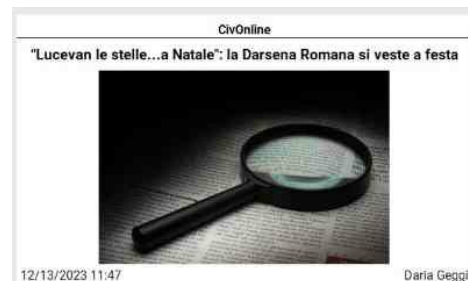 CivOnline
"Lucevan le stelle...a Natale": la Darsena Romana si veste a festa
12/13/2023 11:47
Daria Geggi